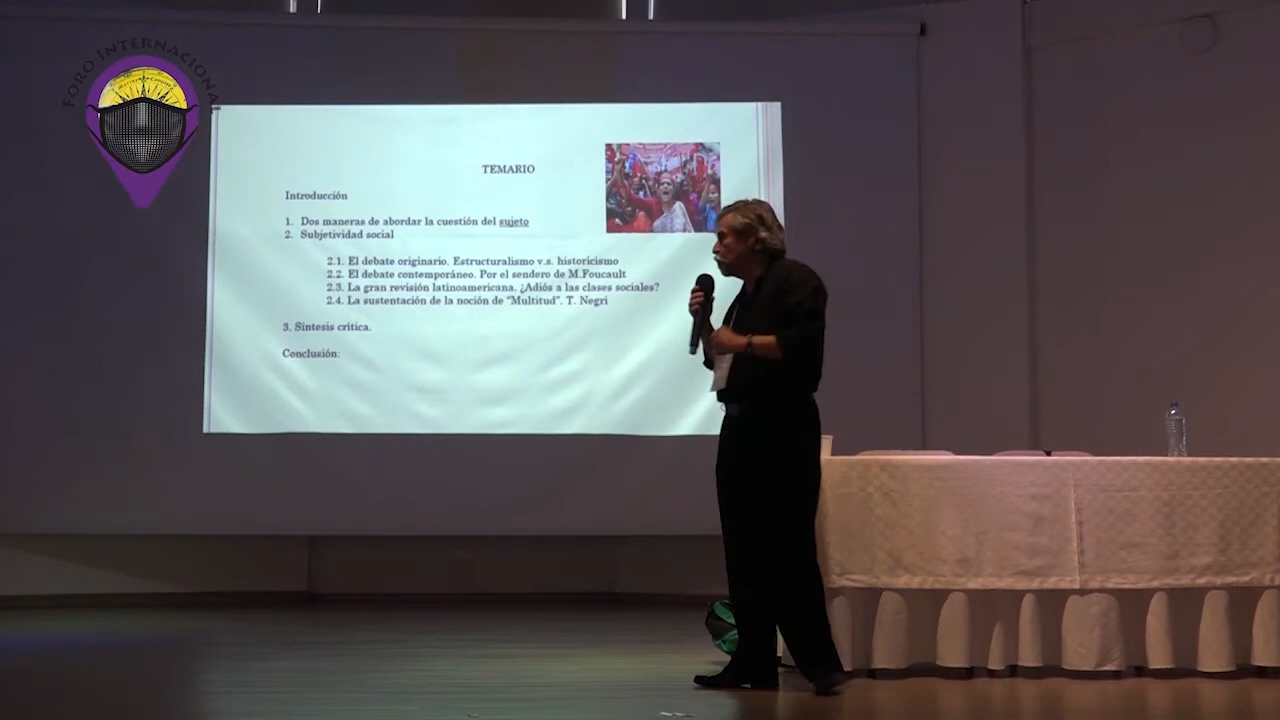 FORO INTERNACIONAL
TEMARIO
Introducción
1. Dos maneras de abordar la cuestión del sujeto
2. Subjetividad social
2.1. El debate originario. Estructuralismo v.s. historicismo
2.2. El debate contemporáneo. Por el sendero de M.Foucault
2.3. La gran revisión latinoamericana. ¿Adiós a las clases sociales?
2.4. La sustentación de la noción de “Multitud”. T. Negri
3. Síntesis crítica.
Conclusión: